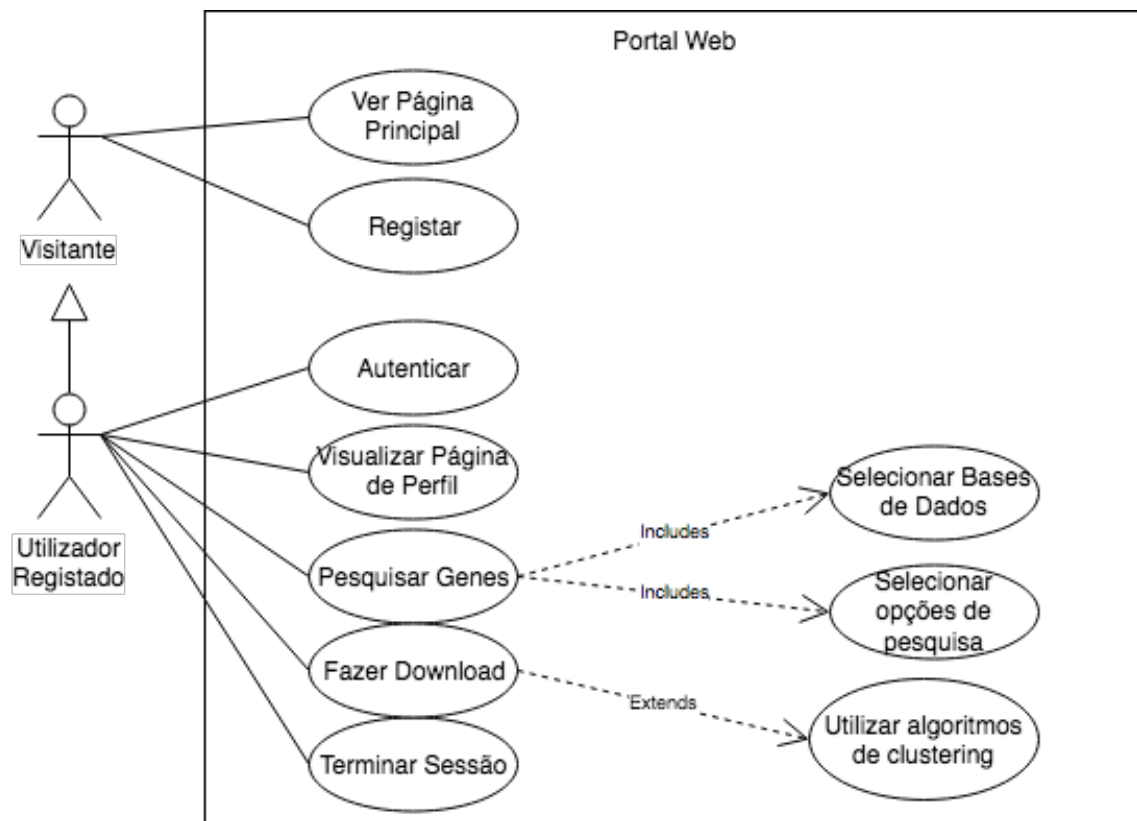 Portal Web
Ver Página
Principal
Registar
Visitante
Autenticar
Visualizar Página
de Perfil
Utilizador
Registado
Pesquisar Genes
Includes
Selecionar Bases
de Dados
Includes
Selecionar
opções de
pesquisa
Fazer Download
Extends
Utilizar algoritmos
de clustering
Terminar Sessão